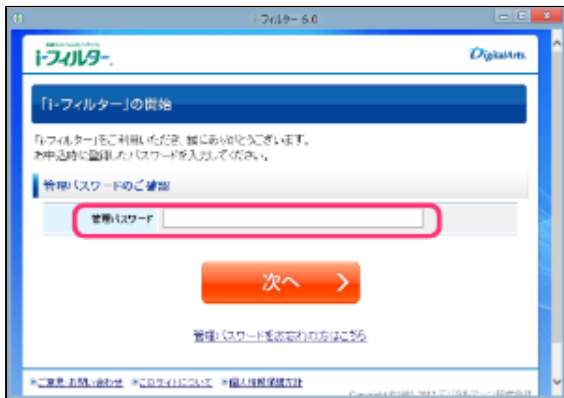 i-フィルター 6.0
i-フィルター.
DigitalArts
「i-フィルター」の開始
「i-フィルター」をご利用いただき、誠にありがとうございます。
お申込時に登録したパスワードを入力してください。
管理パスワードのご確認
管理パスワード
次へ
管理パスワードをお忘れの方はこちら
ご意見・お問い合わせ このサイトについて 個人情報保護方針